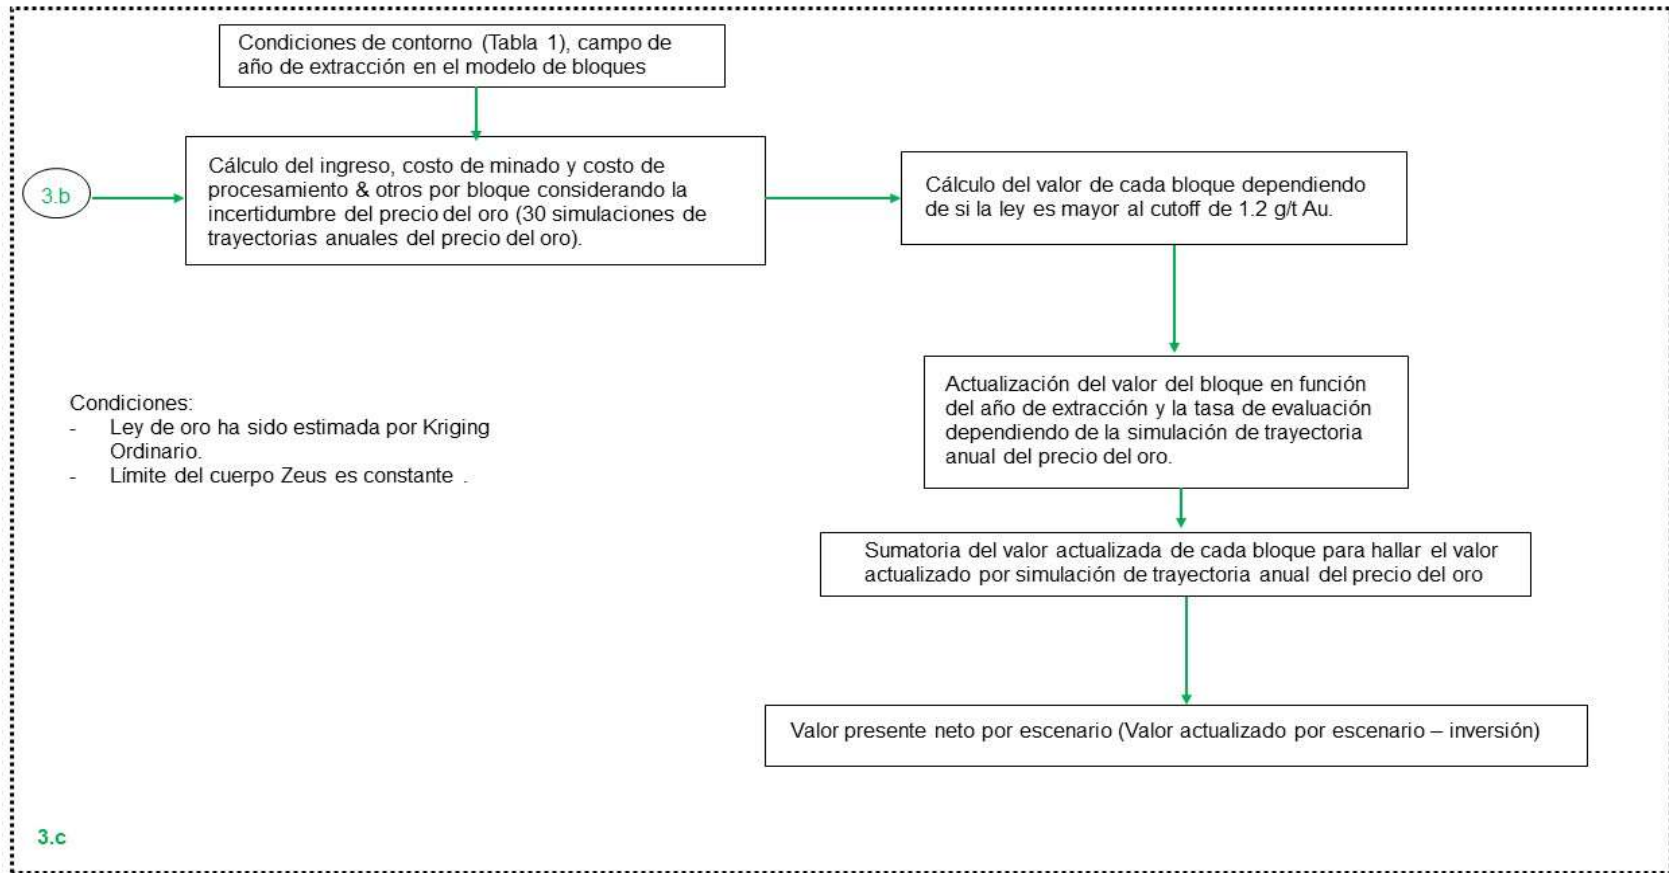 Condiciones de contorno (Tabla 1), campo de
año de extracción en el modelo de bloques
3.b
Cálculo del ingreso, costo de minado y costo de
procesamiento & otros por bloque considerando la
incertidumbre del precio del oro (30 simulaciones de
trayectorias anuales del precio del oro).
Cálculo del valor de cada bloque dependiendo
de si la ley es mayor al cutoff de 1.2 g/t Au.
Actualización del valor del bloque en función
del año de extracción y la tasa de evaluación
dependiendo de la simulación de trayectoria
anual del precio del oro.
Condiciones:
- Ley de oro ha sido estimada por Kriging
Ordinario.
- Límite del cuerpo Zeus es constante .
Sumatoria del valor actualizada de cada bloque para hallar el valor
actualizado por simulación de trayectoria anual del precio del oro
Valor presente neto por escenario (Valor actualizado por escenario – inversión)
3.c